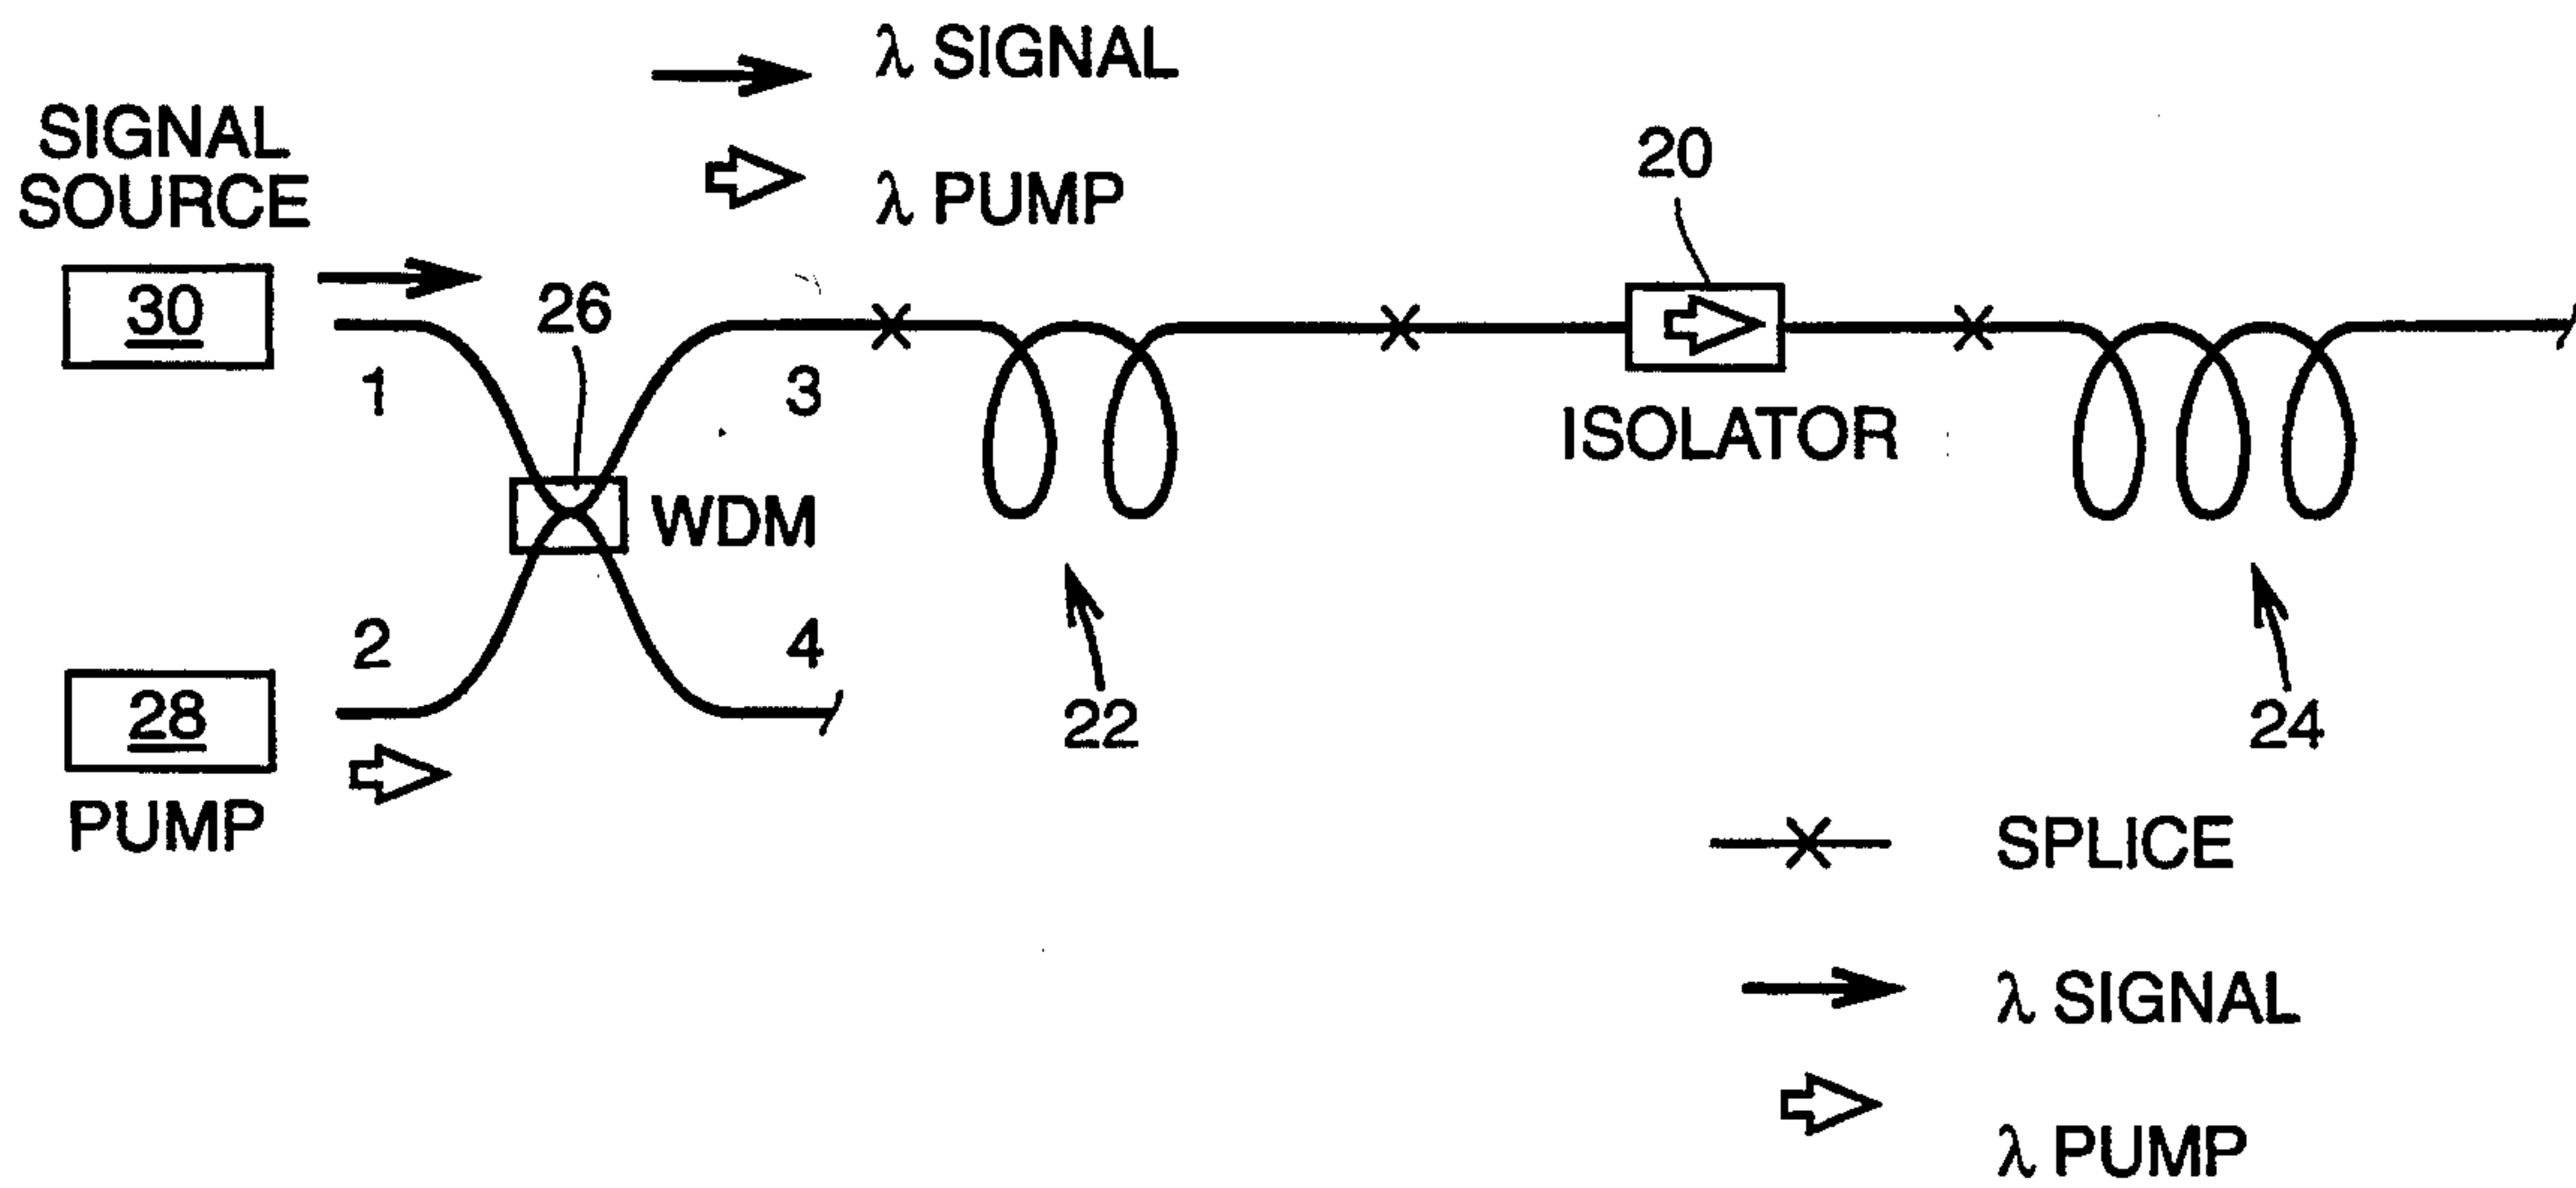 λ SIGNAL
λ PUMP
SIGNAL
SOURCE
30
26
1
3
WDM
2
4
28
PUMP
22
20
ISOLATOR
24
SPLICE
λ SIGNAL
λ PUMP